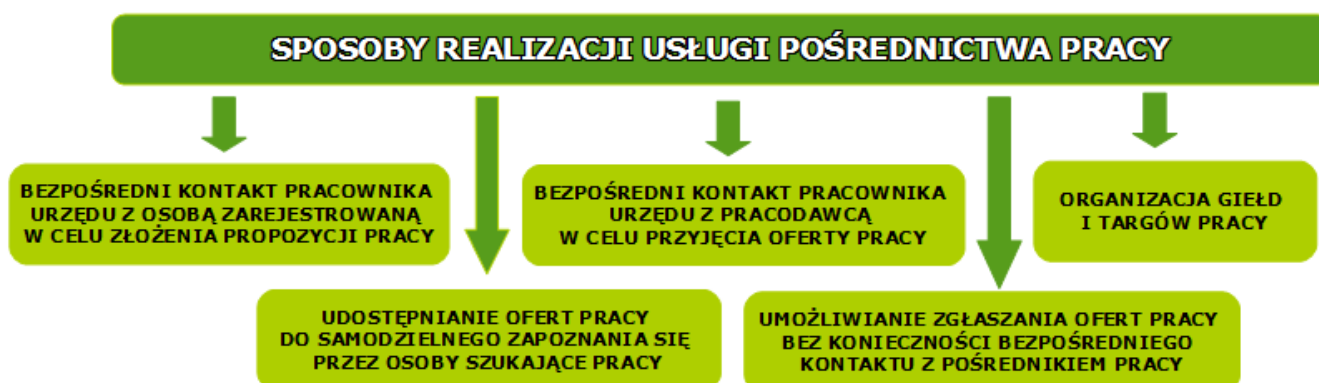 SPOSOBY REALIZACJI USŁUGI POŚREDNICTWA PRACY
BEZPOŚREDNI KONTAKT PRACOWNIKA
URZĘDU Z OSOBĄ ZAREJESTROWANĄ
W CELU ZŁOŻENIA PROPOZYCJI PRACY
BEZPOŚREDNI KONTAKT PRACOWNIKA
URZĘDU Z PRACODAWCĄ
W CELU PRZYJĘCIA OFERTY PRACY
ORGANIZACJA GIEŁD
I TARGÓW PRACY
UDOSTĘPNIANIE OFERT PRACY
DO SAMODZIELNEGO ZAPOZNANIA SIĘ
PRZEZ OSOBY SZUKAJĄCE PRACY
UMOŻLIWIANIE ZGŁASZANIA OFERT PRACY
BEZ KONIECZNOŚCI BEZPOŚREDNIEGO
KONTAKTU Z POŚREDNIKIEM PRACY